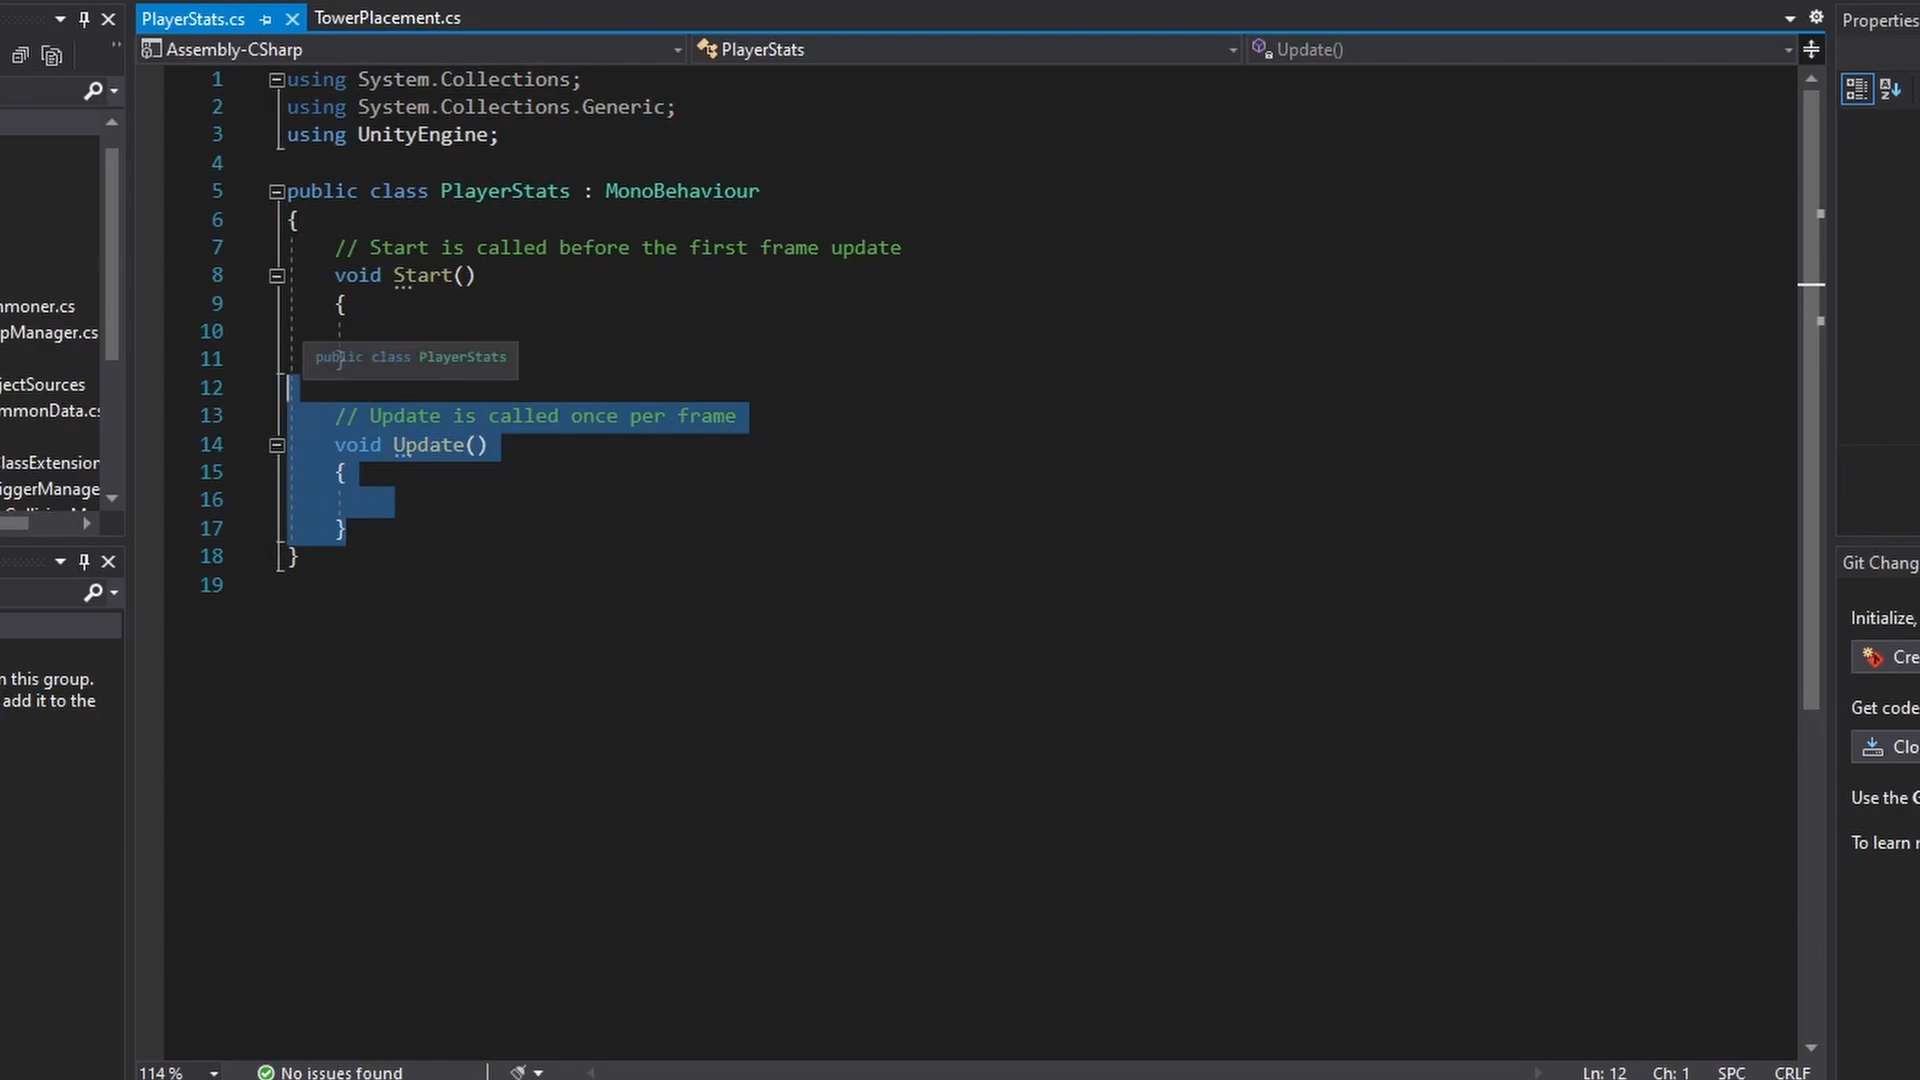 PlayerStats.cs
TowerPlacement.cs
Properties
Assembly-CSharp
PlayerStats
Update()
1 using System.Collections;
2 using System.Collections.Generic;
3 using UnityEngine;
4
5 public class PlayerStats : MonoBehaviour
6 {
7 // Start is called before the first frame update
8 void Start()
9 {
10
11 }
public class PlayerStats
12
13 // Update is called once per frame
14 void Update()
15 {
16
17 }
18 }
19
mmoner.cs
pManager.cs
jectSources
mmonData.cs
ClassExtension
iggerManage
n this group.
add it to the
Git Chang
Initialize,
Cre
Get code
Clo
Use the G
To learn
114 %
No issues found
Ln: 12
Ch: 1
SPC
CRLF